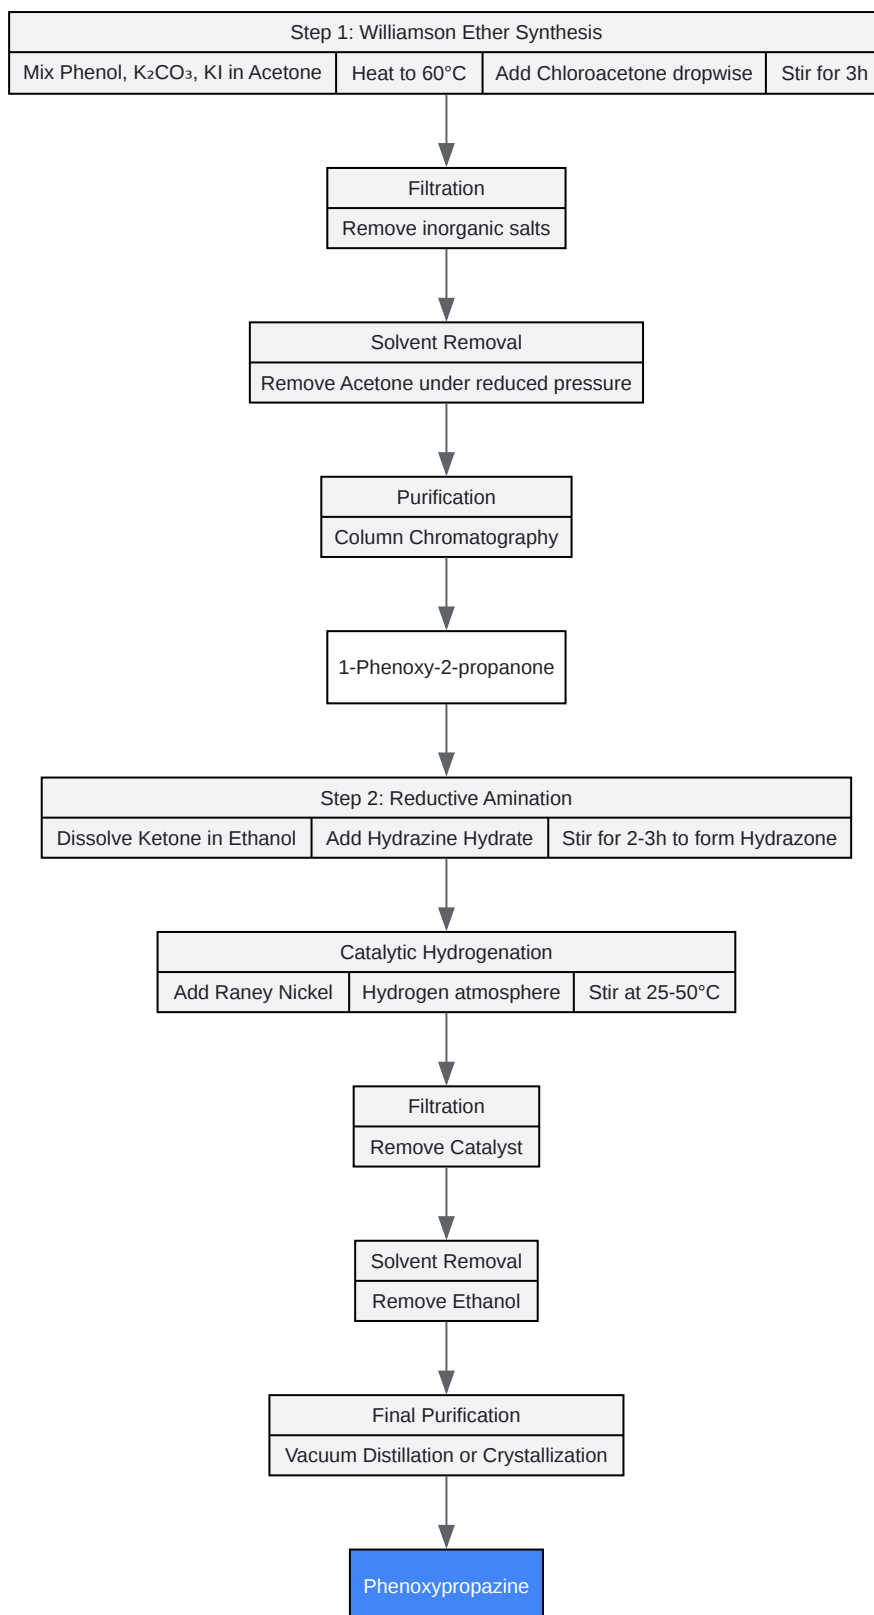 Step 1: Williamson Ether Synthesis
Mix Phenol, K₂CO₃, KI in Acetone
Heat to 60°C
Add Chloroacetone dropwise
Stir for 3h
Filtration
Remove inorganic salts
Solvent Removal
Remove Acetone under reduced pressure
Purification
Column Chromatography
1-Phenoxy-2-propanone
Step 2: Reductive Amination
Dissolve Ketone in Ethanol
Add Hydrazine Hydrate
Stir for 2-3h to form Hydrazone
Catalytic Hydrogenation
Add Raney Nickel
Hydrogen atmosphere
Stir at 25-50°C
Filtration
Remove Catalyst
Solvent Removal
Remove Ethanol
Final Purification
Vacuum Distillation or Crystallization
Phenoxypropazine